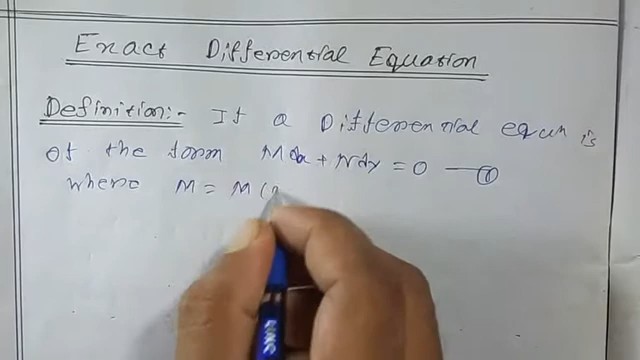 Exact Differential Equation
Definition:- If a Differential equn is
of the form Mdx + Ndy = 0 — ①
where M = M (